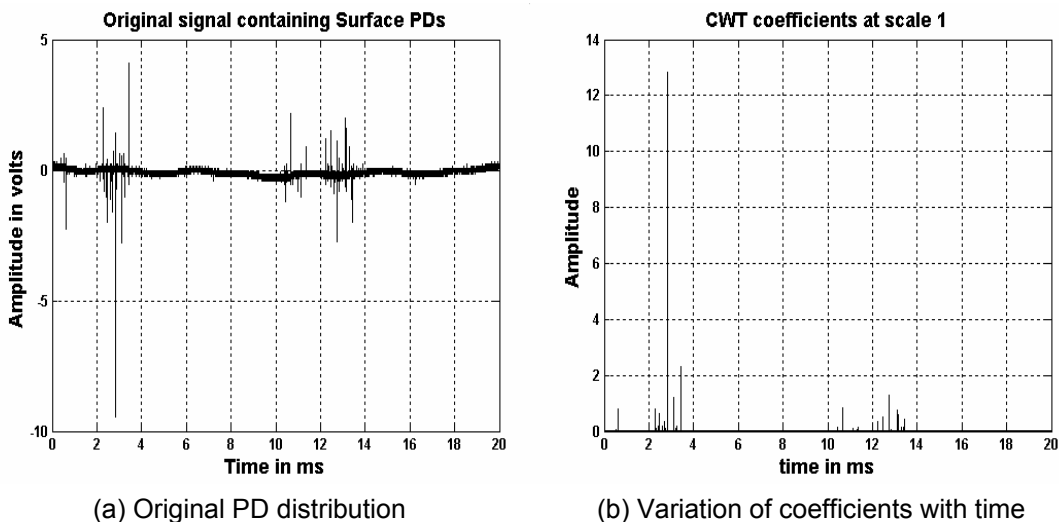 Original signal containing Surface PDs
5
0
-5
-10
Amplitude in volts
0 2 4 6 8 10 12 14 16 18 20
Time in ms
(a) Original PD distribution
CWT coefficients at scale 1
14
12
10
8
6
4
2
0
Amplitude
0 2 4 6 8 10 12 14 16 18 20
time in ms
(b) Variation of coefficients with time